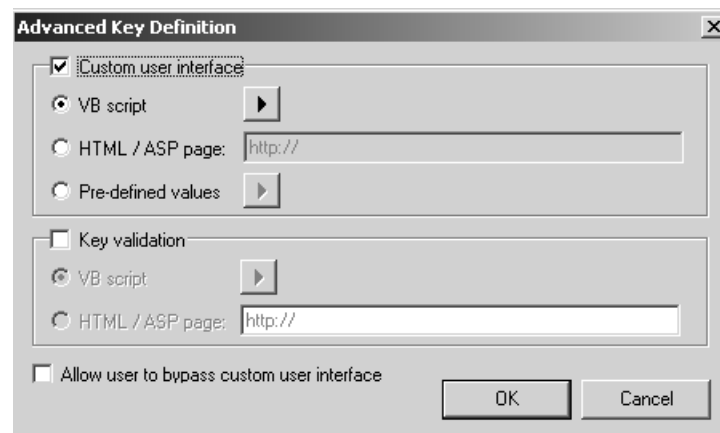 Advanced Key Definition
Custom user interface
VB script
HTML / ASP page: http://
Pre-defined values
Key validation
VB script
HTML / ASP page: http://
Allow user to bypass custom user interface
OK Cancel